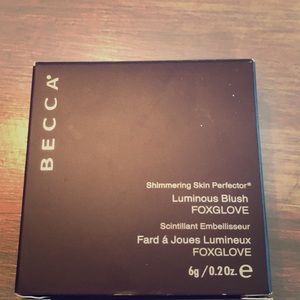 BECCA
Shimmering Skin Perfector®
Luminous Blush
FOXGLOVE
Scintillant Embellisseur
Fard á Joues Lumineux
FOXGLOVE
6g / 0.2 Oz. e